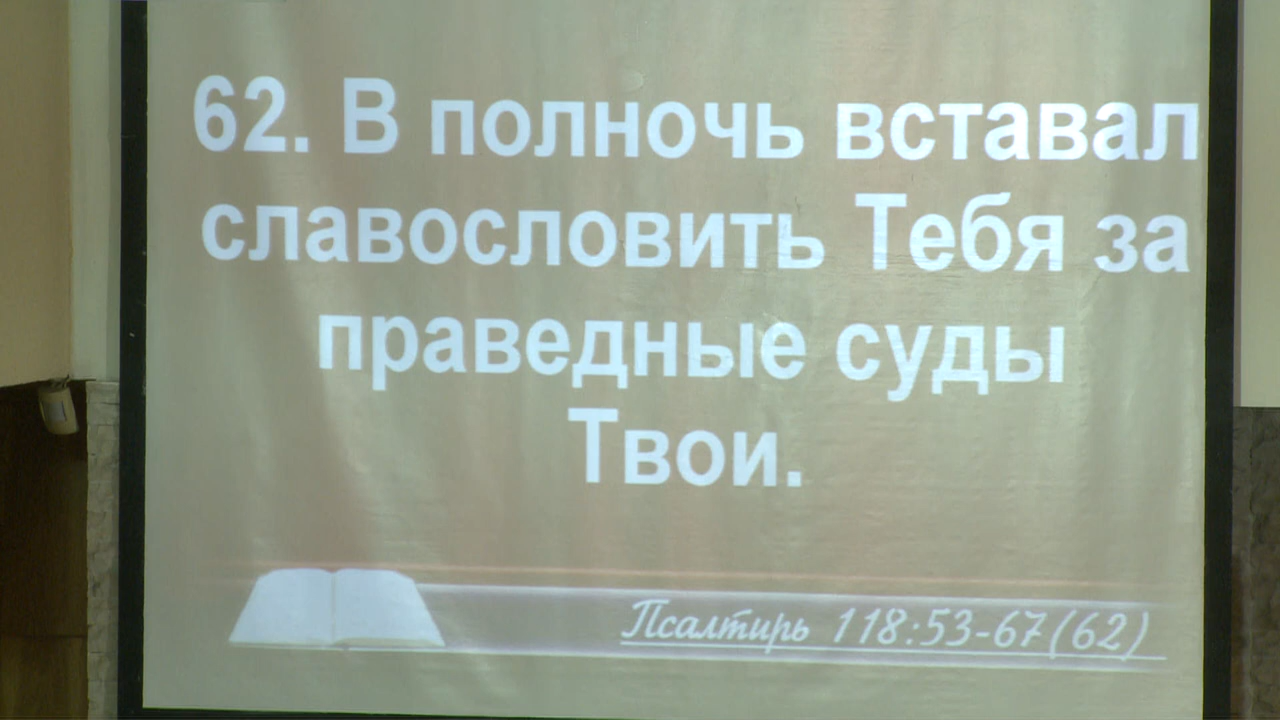 62. В полночь вставал
славословить Тебя за
праведные суды
Твои.
Псалтирь 118:53-67(62)